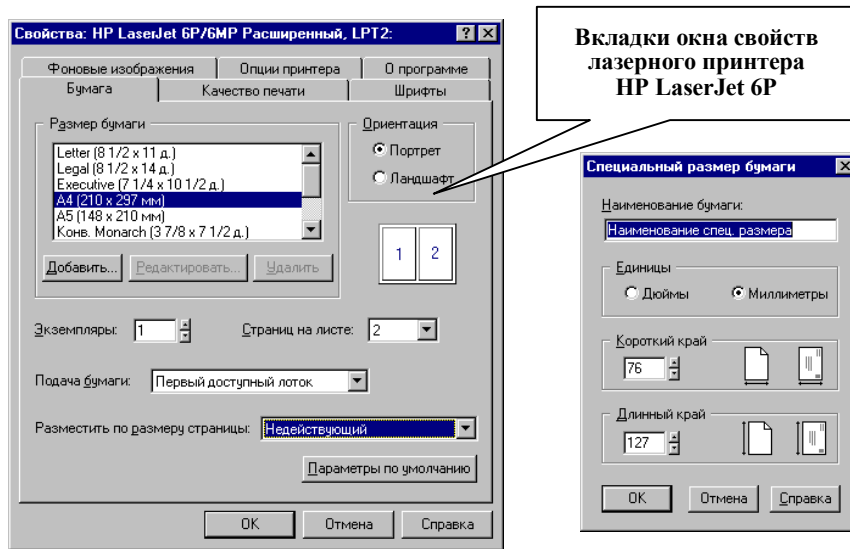 Свойства: HP LaserJet 6P/6MP Расширенный, LPT2:
Фоновые изображения
Опции принтера
О программе
Бумага
Качество печати
Шрифты
Размер бумаги
Letter (8 1/2 x 11 д.)
Legal (8 1/2 x 14 д.)
Executive (7 1/4 x 10 1/2 д.)
A4 (210 x 297 мм)
A5 (148 x 210 мм)
Конв. Monarch (3 7/8 x 7 1/2 д.)
Добавить...
Редактировать...
Удалить
Ориентация
Портрет
Ландшафт
1 2
Экземпляры: 1
Страниц на листе: 2
Подача бумаги: Первый доступный лоток
Разместить по размеру страницы: Недействующий
Параметры по умолчанию
OK
Отмена
Справка
Вкладки окна свойств
лазерного принтера
HP LaserJet 6P
Специальный размер бумаги
Наименование бумаги:
Наименование спец. размера
Единицы
Дюймы
Миллиметры
Короткий край
76
Длинный край
127
OK
Отмена
Справка